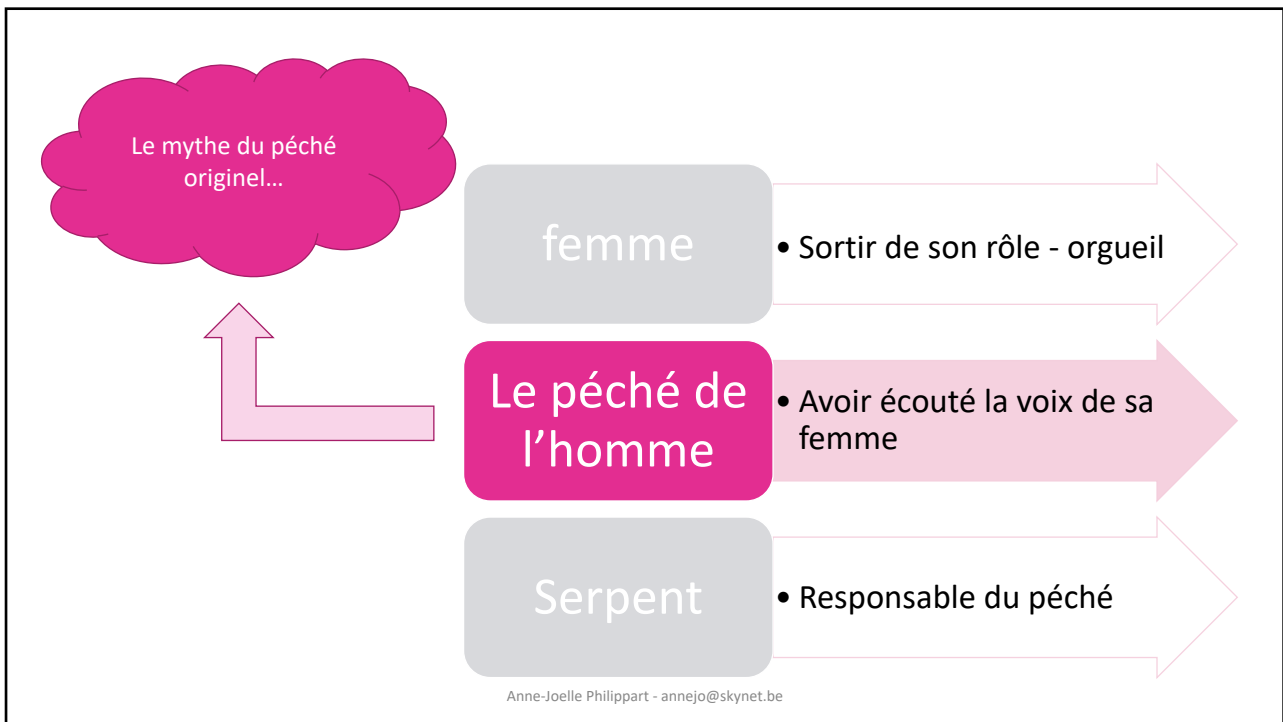 Le mythe du péché
originel...
femme
• Sortir de son rôle - orgueil
Le péché de
l’homme
• Avoir écouté la voix de sa
femme
Serpent
• Responsable du péché
Anne-Joelle Philippart - annejo@skynet.be